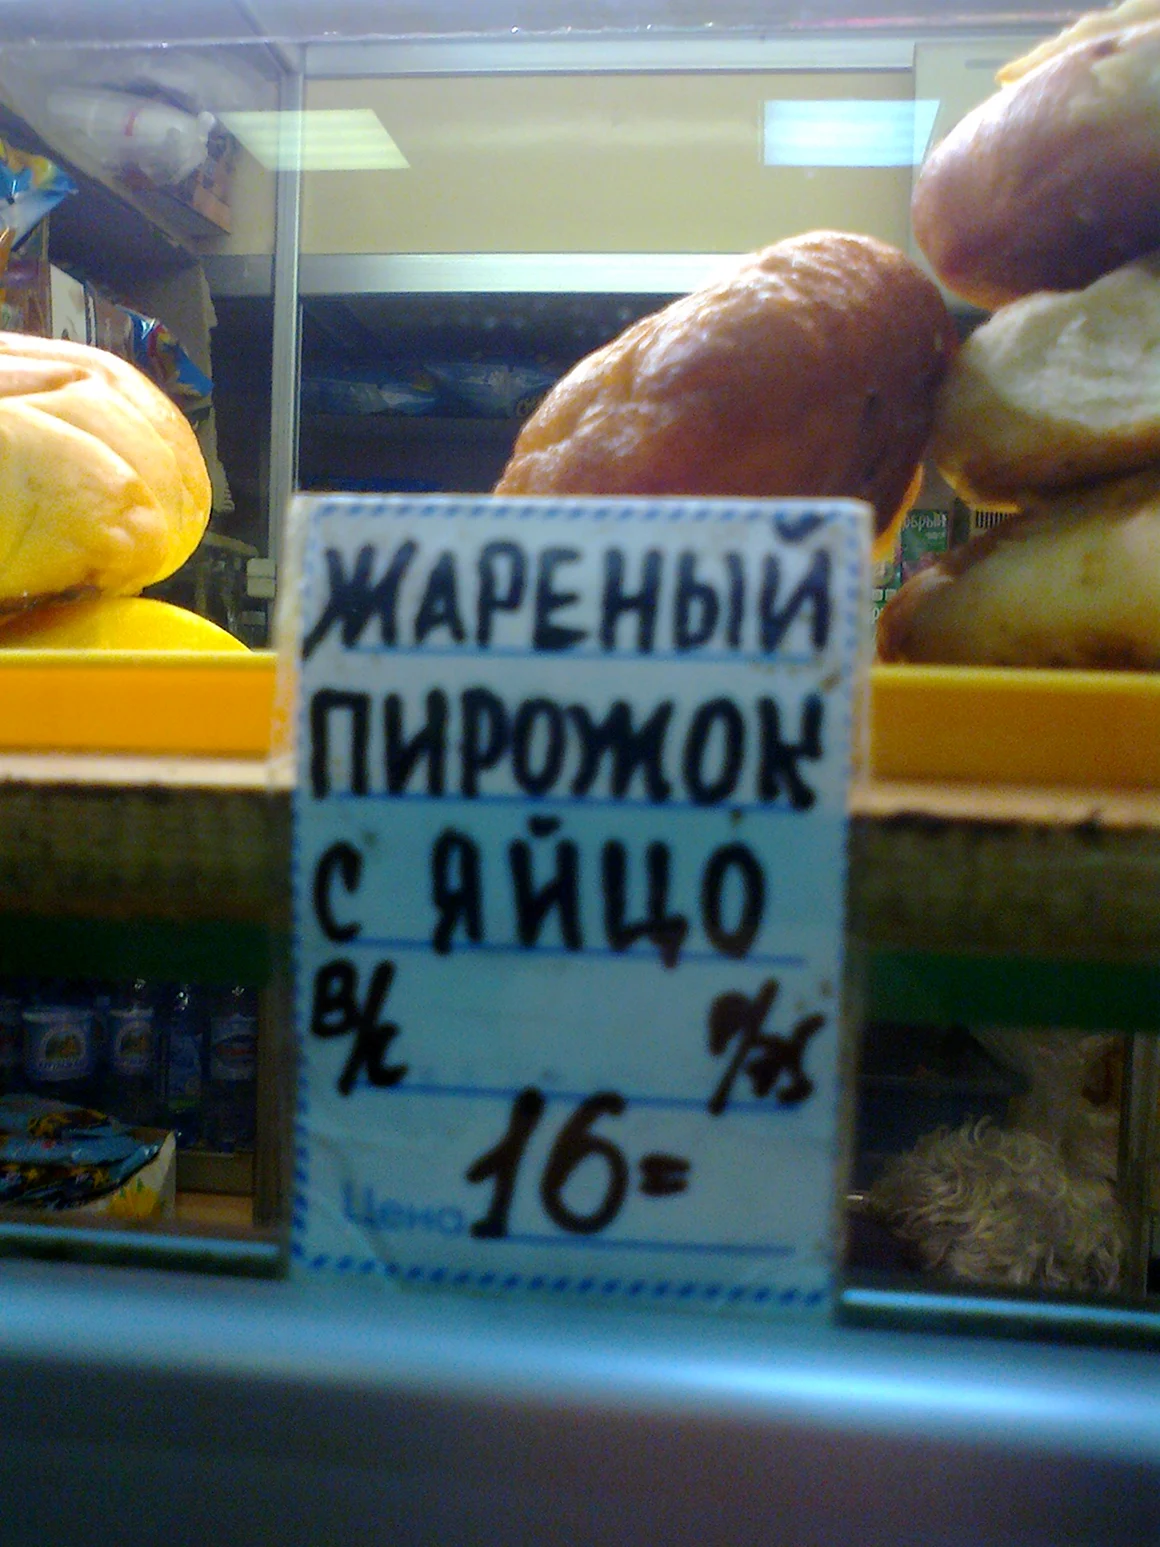 ЖАРЕНЫЙ
ПИРОЖОК
С ЯЙЦО
В/С
Цена 16=